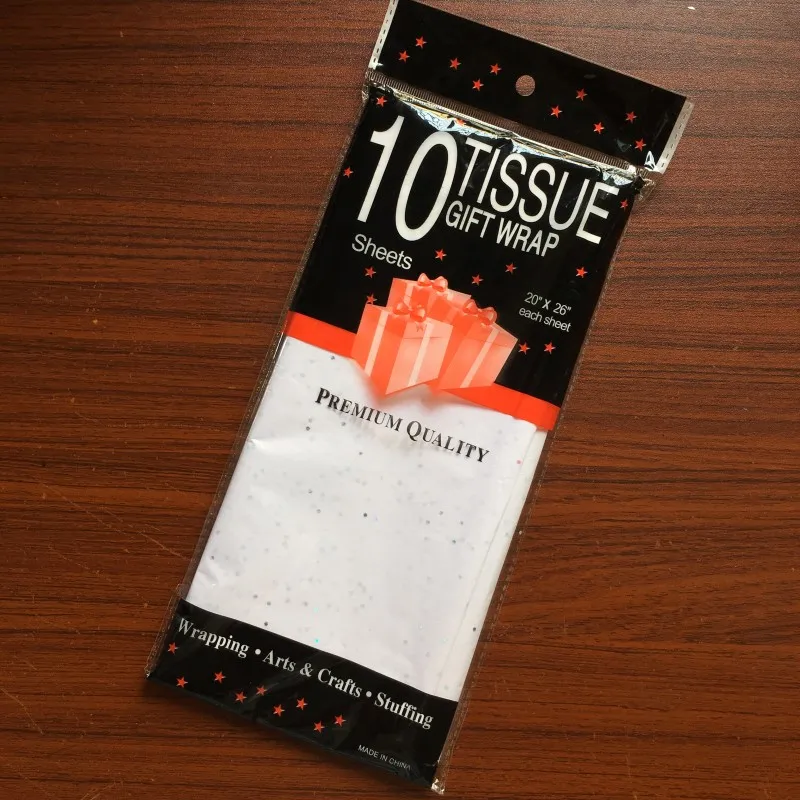 10 TISSUE
GIFT WRAP
Sheets
20" X 26"
each sheet
PREMIUM QUALITY
Wrapping • Arts & Crafts • Stuffing
MADE IN CHINA